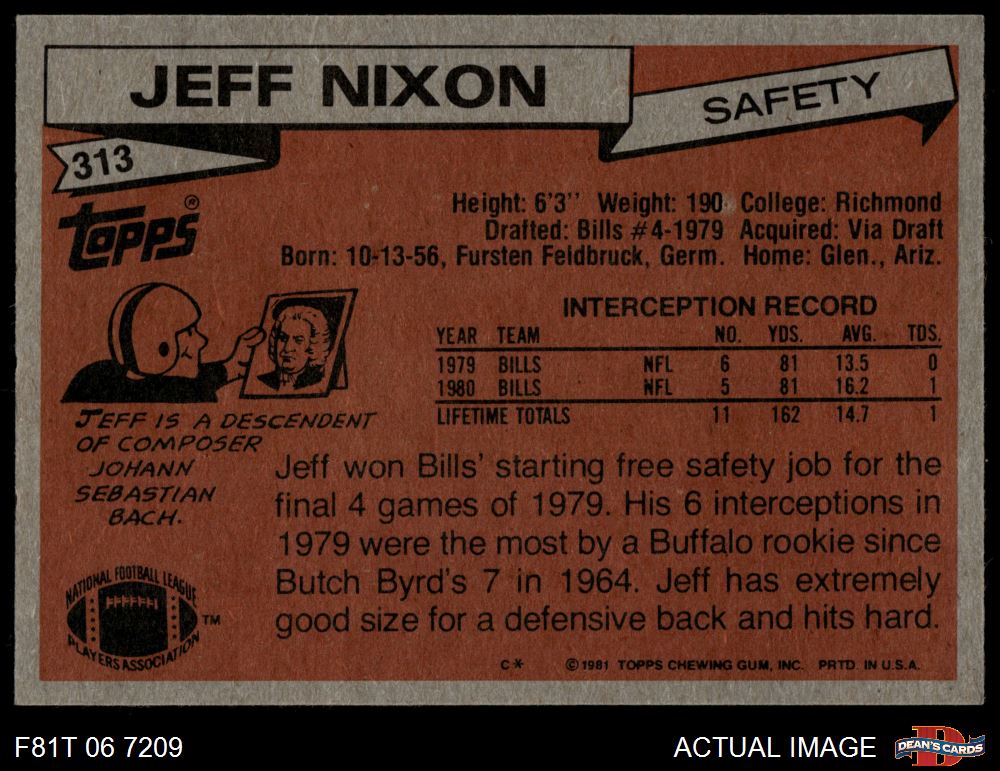 JEFF NIXON
SAFETY
313
TOPPS®
Height: 6'3" Weight: 190 College: Richmond
Drafted: Bills #4-1979 Acquired: Via Draft
Born: 10-13-56, Fursten Feldbruck, Germ. Home: Glen., Ariz.
INTERCEPTION RECORD
YEAR TEAM NO. YDS. AVG. TDS.
1979 BILLS NFL 6 81 13.5 0
1980 BILLS NFL 5 81 16.2 1
LIFETIME TOTALS 11 162 14.7 1
JEFF IS A DESCENDENT
OF COMPOSER
JOHANN
SEBASTIAN
BACH.
Jeff won Bills' starting free safety job for the
final 4 games of 1979. His 6 interceptions in
1979 were the most by a Buffalo rookie since
Butch Byrd's 7 in 1964. Jeff has extremely
good size for a defensive back and hits hard.
NATIONAL FOOTBALL LEAGUE
PLAYERS ASSOCIATION
TM
C* ©1981 TOPPS CHEWING GUM, INC. PRTD. IN U.S.A.
F81T 06 7209
ACTUAL IMAGE
D
DEAN'S CARDS